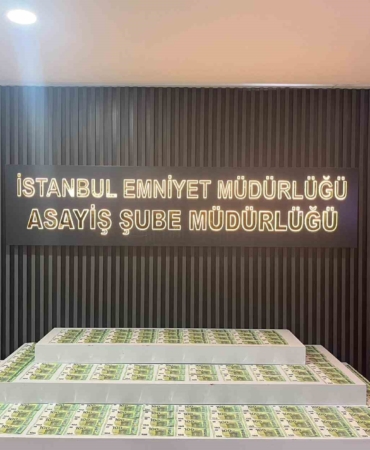 İSTANBUL EMNİYET MÜDÜRLÜĞÜ
ASAYİŞ ŞUBE MÜDÜRLÜĞÜ